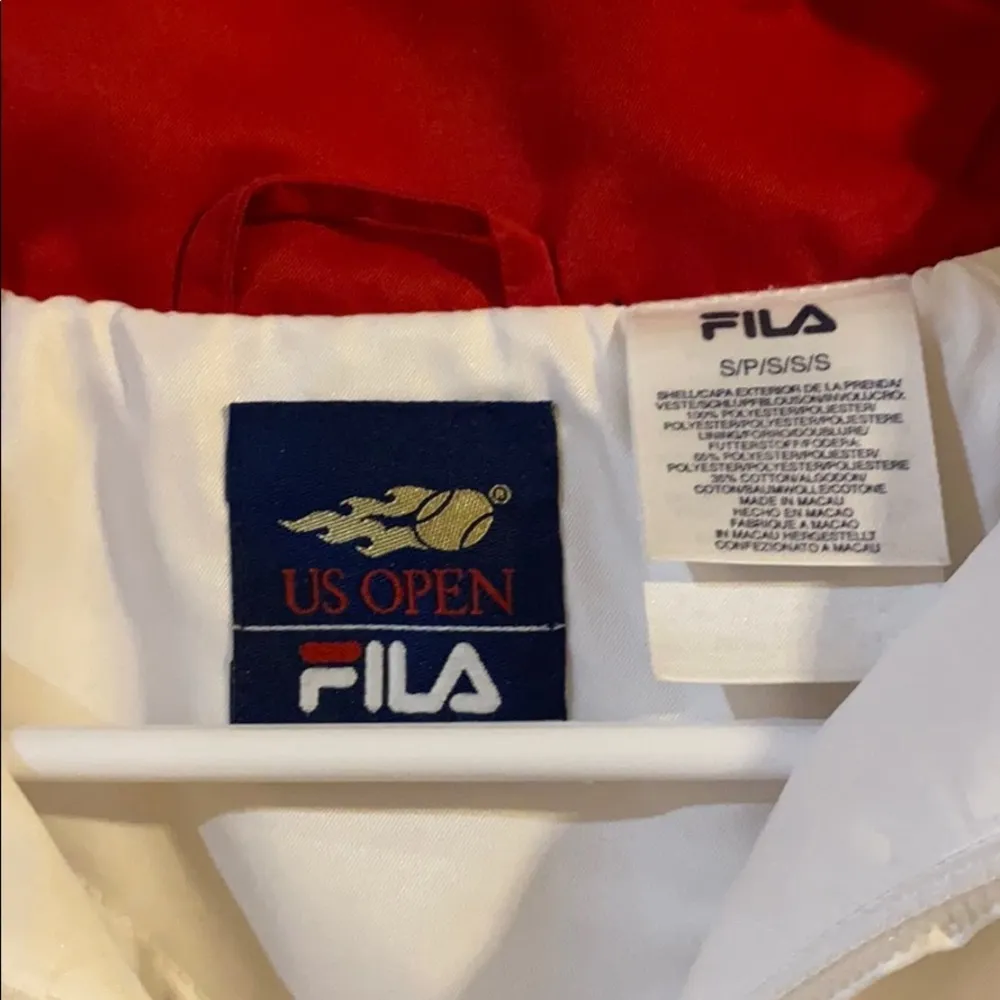 US OPEN
®
FILA
FILA
S/P/S/S/S
SHELL/CAPA EXTERIOR DE LA PRENDA/
VESTE/SCHLUPFBLOUSON/INVOLUCRO:
100% POLYESTER/POLIESTER/
POLYESTER/POLYESTER/POLIESTERE
LINING/FORRO/DOUBLURE/
FUTTERSTOFF/FODERA:
65% POLYESTER/POLIESTER/
POLYESTER/POLYESTER/POLIESTERE
35% COTTON/ALGODON/
COTON/BAUMWOLLE/COTONE
MADE IN MACAU
HECHO EN MACAO
FABRIQUE A MACAO
IN MACAU HERGESTELLT
CONFEZIONATO A MACAU